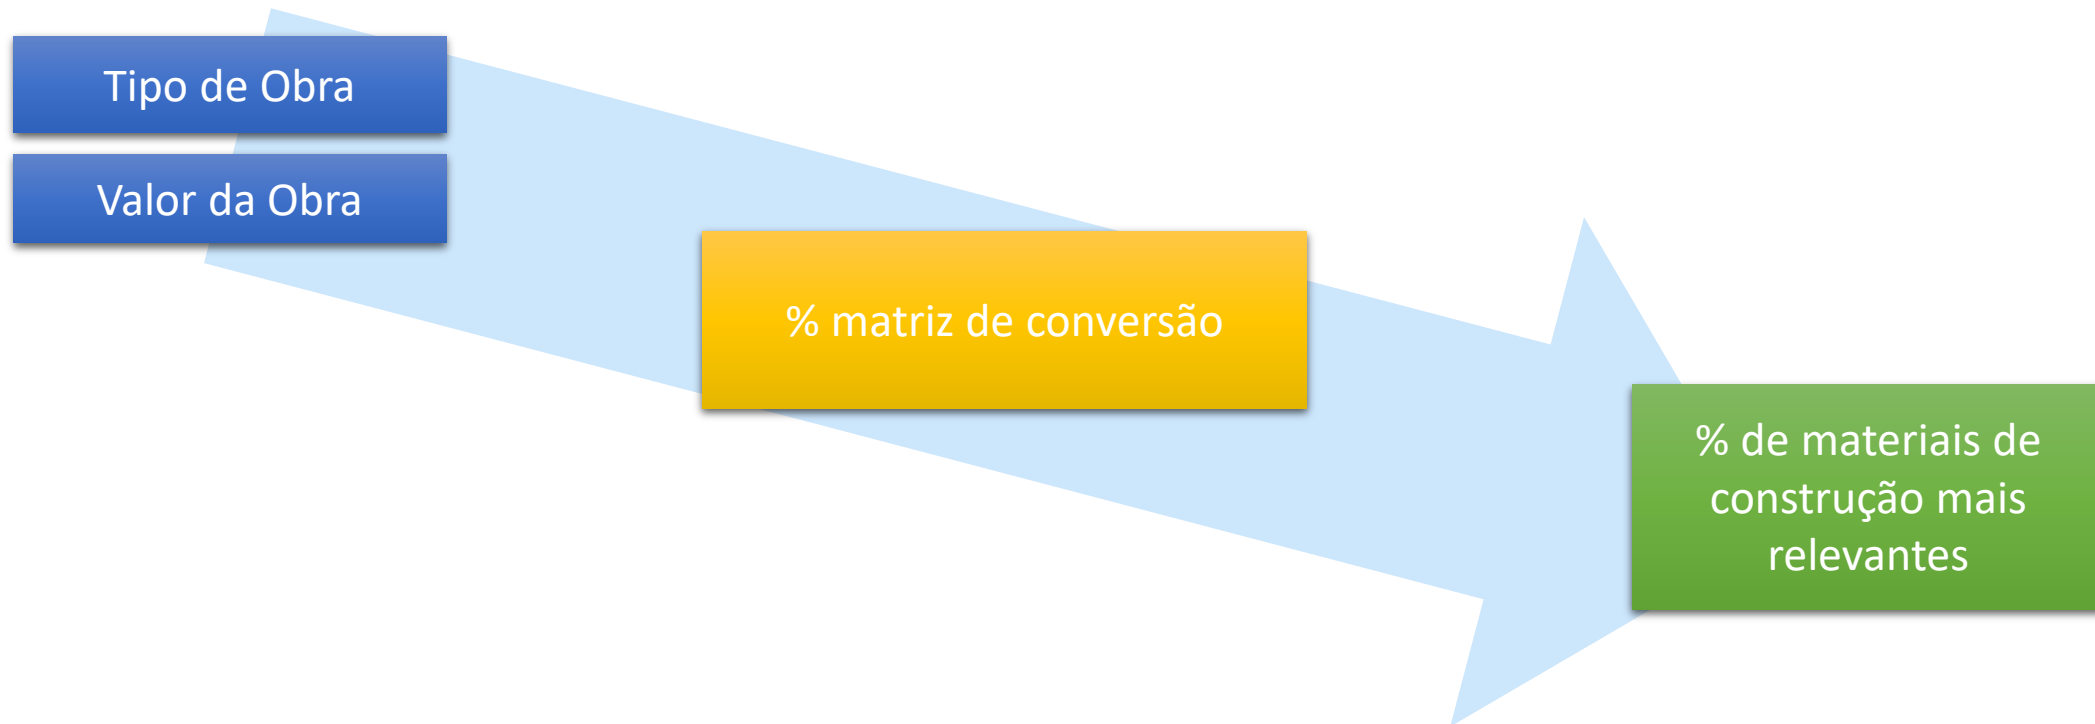 Tipo de Obra
Valor da Obra
% matriz de conversão
% de materiais de
construção mais
relevantes